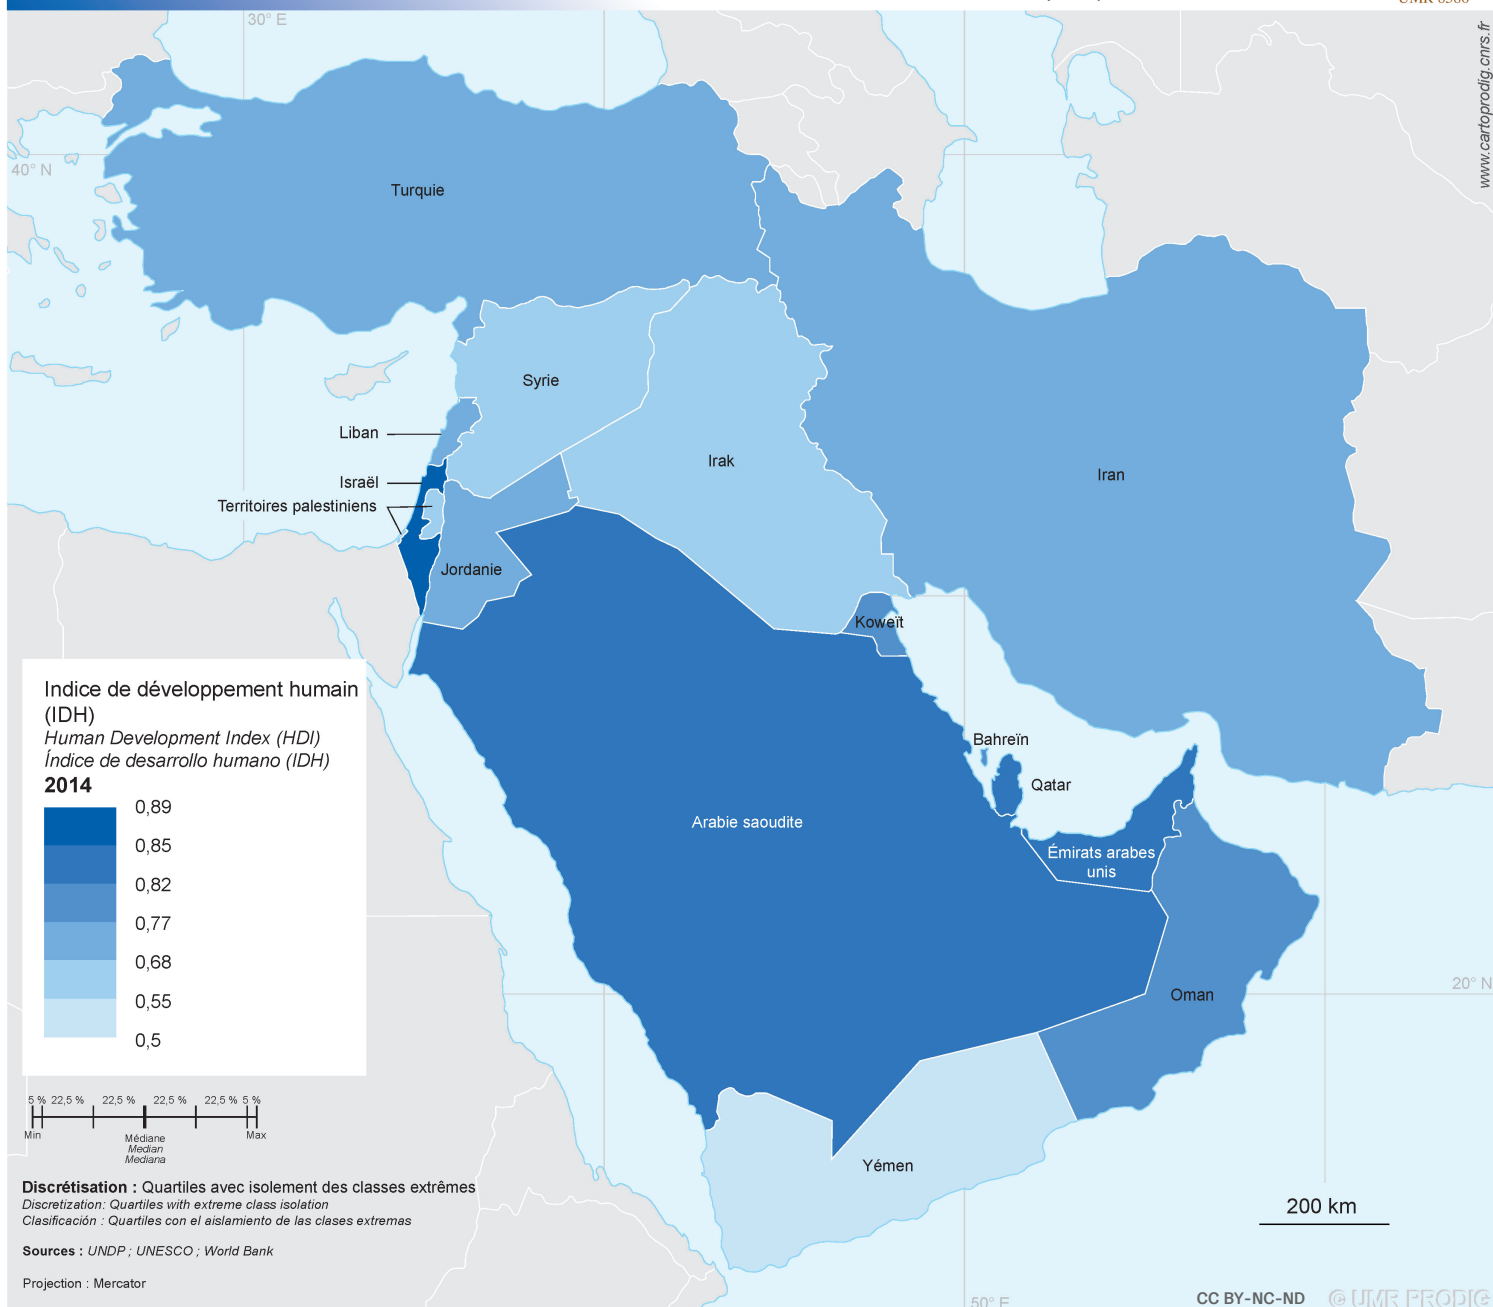 30° E
www.cartoprodig.cnrs.fr
40° N
Turquie
Syrie
Liban
Irak
Iran
Israël
Territoires palestiniens
Jordanie
Koweït
Indice de développement humain
(IDH)
Human Development Index (HDI)
Índice de desarrollo humano (IDH)
2014
0,89
0,85
0,82
0,77
0,68
0,55
0,5
Bahreïn
Qatar
Arabie saoudite
Émirats arabes
unis
Oman
20° N
Yémen
5 % 22,5 % 22,5 % 22,5 % 22,5 % 5 %
Min Max
Médiane
Median
Mediana
Discrétisation : Quartiles avec isolement des classes extrêmes
Discretization: Quartiles with extreme class isolation
Clasificación : Quartiles con el aislamiento de las clases extremas
200 km
Sources : UNDP ; UNESCO ; World Bank
Projection : Mercator
50° E
CC BY-NC-ND © UMR PRODIG